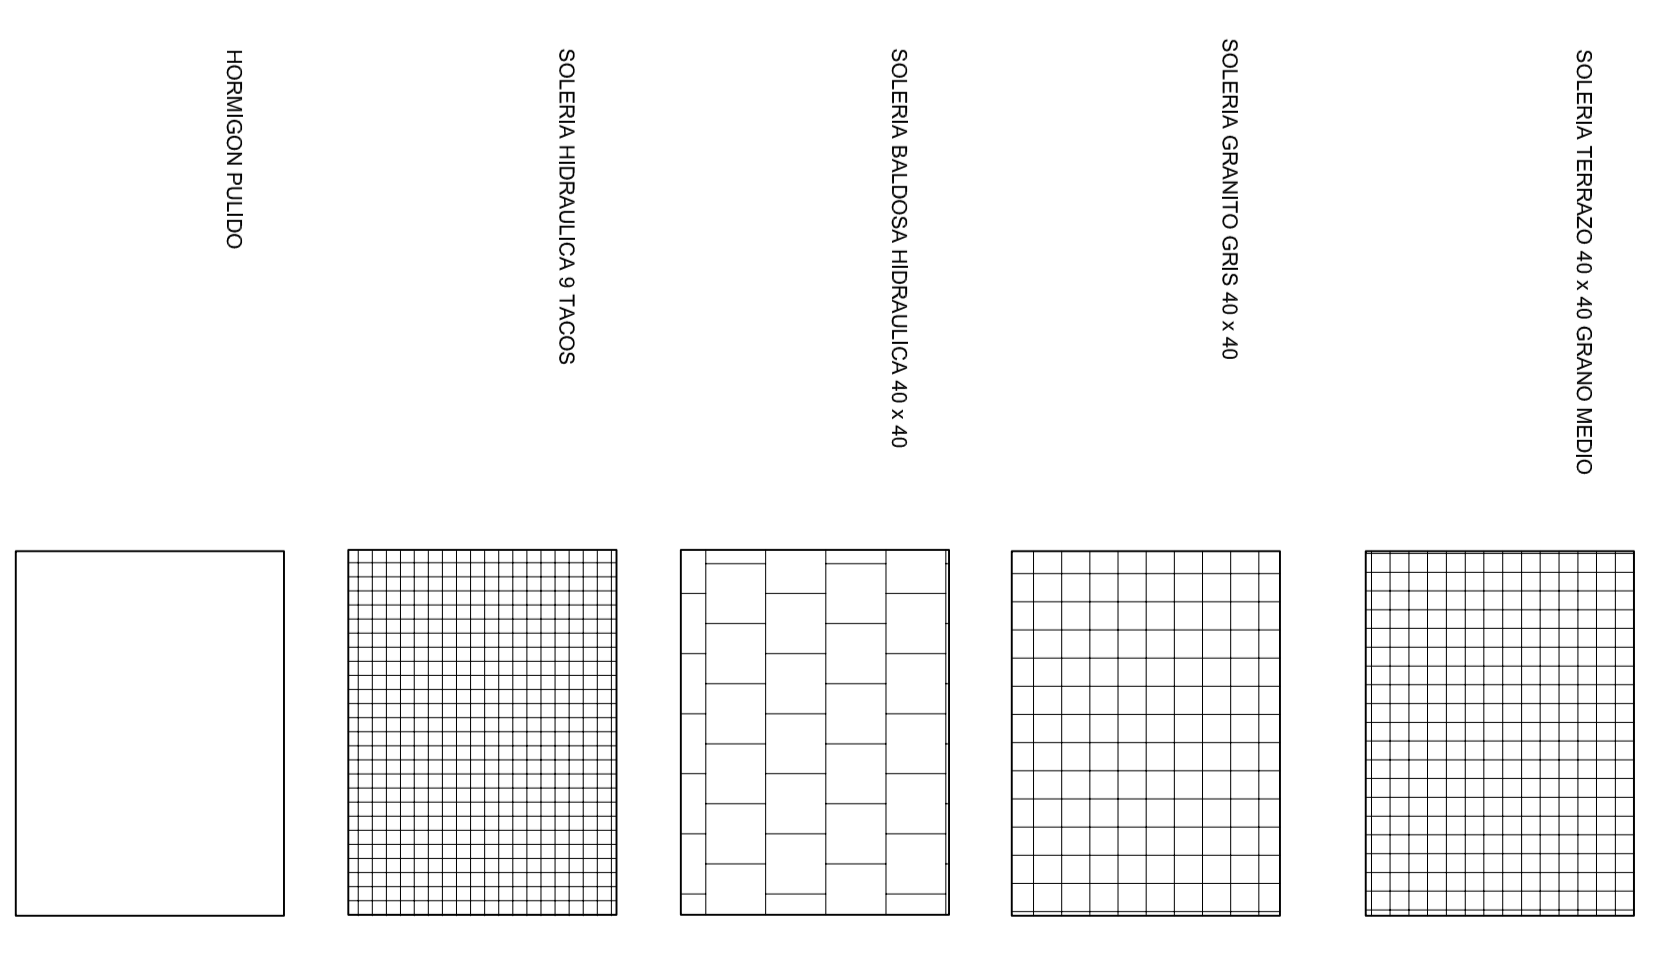 HORMIGON PULIDO
SOLERIA HIDRAULICA 9 TACOS
SOLERIA BALDOSA HIDRAULICA 40 x 40
SOLERIA GRANITO GRIS 40 x 40
SOLERIA TERRAZO 40 x 40 GRANO MEDIO